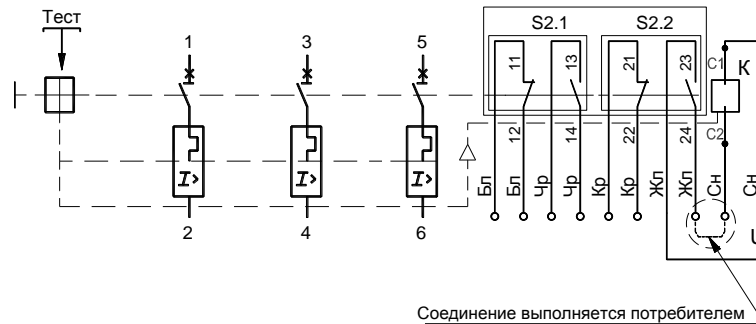 Тест
1
3
5
S2.1
S2.2
11
13
21
23
C1
K
12
14
22
24
C2
Бл
Бл
Чр
Чр
Кр
Кр
Жл
Жл
Сн
Сн
I>
I>
I>
2
4
6
Соединение выполняется потребителем